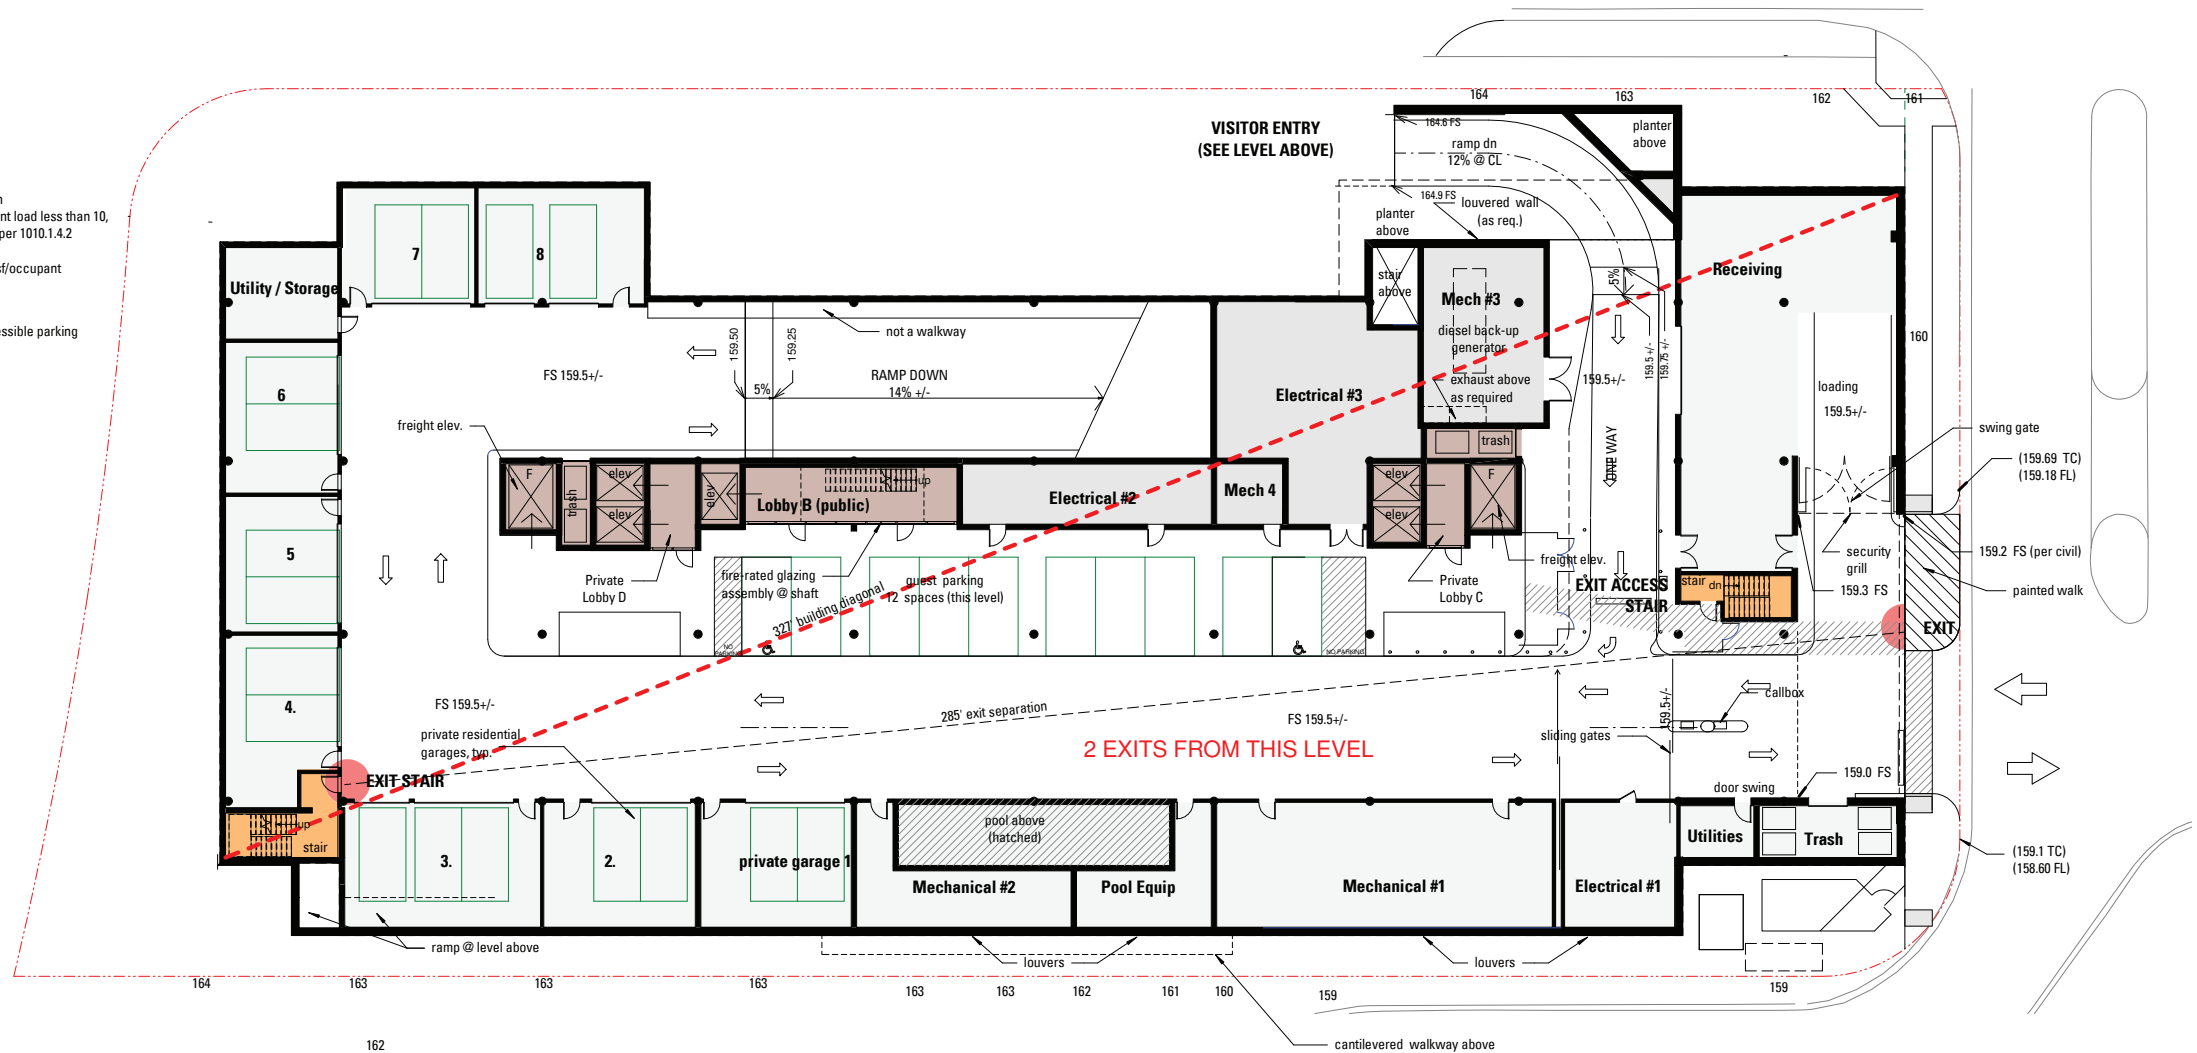 n
nt load less than 10,
per 1010.1.4.2
sf/occupant
essible parking
164
163
162
161
VISITOR ENTRY
(SEE LEVEL ABOVE)
164.6 FS
ramp dn
12% @ CL
planter
above
164.9 FS
louvered wall
(as req.)
planter
above
7
8
Utility / Storage
stair
above
Mech #3
diesel back-up
generator
5%
Receiving
160
not a walkway
159.50
159.25
5%
RAMP DOWN
14% +/-
FS 159.5+/-
exhaust above
as required
159.5+/-
159.5 +/-
159.75 +/-
loading
159.5+/-
6
Electrical #3
freight elev.
trash
ONE WAY
swing gate
(159.69 TC)
(159.18 FL)
F
trash
elev
elev
elev
up
Lobby B (public)
Electrical #2
Mech 4
elev
elev
F
5
Private
Lobby D
fire-rated glazing
assembly @ shaft
guest parking
12 spaces (this level)
327' building diagonal
Private
Lobby C
freight elev.
EXIT ACCESS
STAIR
stair
dn
security
grill
159.2 FS (per civil)
159.3 FS
painted walk
EXIT
NO
PARKING
NO PARKING
4.
FS 159.5+/-
private residential
garages, typ.
285' exit separation
FS 159.5+/-
2 EXITS FROM THIS LEVEL
sliding gates
159.5+/-
callbox
EXIT STAIR
door swing
159.0 FS
up
stair
3.
2.
private garage 1
pool above
(hatched)
Mechanical #2
Pool Equip
Mechanical #1
Electrical #1
Utilities
Trash
(159.1 TC)
(158.60 FL)
ramp @ level above
louvers
louvers
164
163
163
163
163
163
162
161
160
159
159
162
cantilevered walkway above